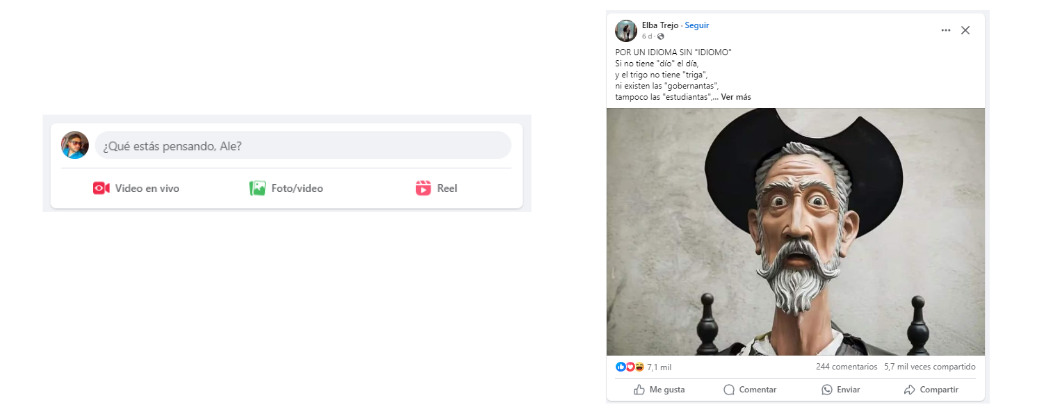 ¿Qué estás pensando, Ale?
Video en vivo
Foto/video
Reel
Elba Trejo · Seguir
6 d ·
POR UN IDIOMA SIN "IDIOMO"
Si no tiene "dío" el día,
y el trigo no tiene "triga",
ni existen las "gobernantas",
tampoco las "estudiantas",... Ver más
7,1 mil
244 comentarios 5,7 mil veces compartido
Me gusta
Comentar
Enviar
Compartir